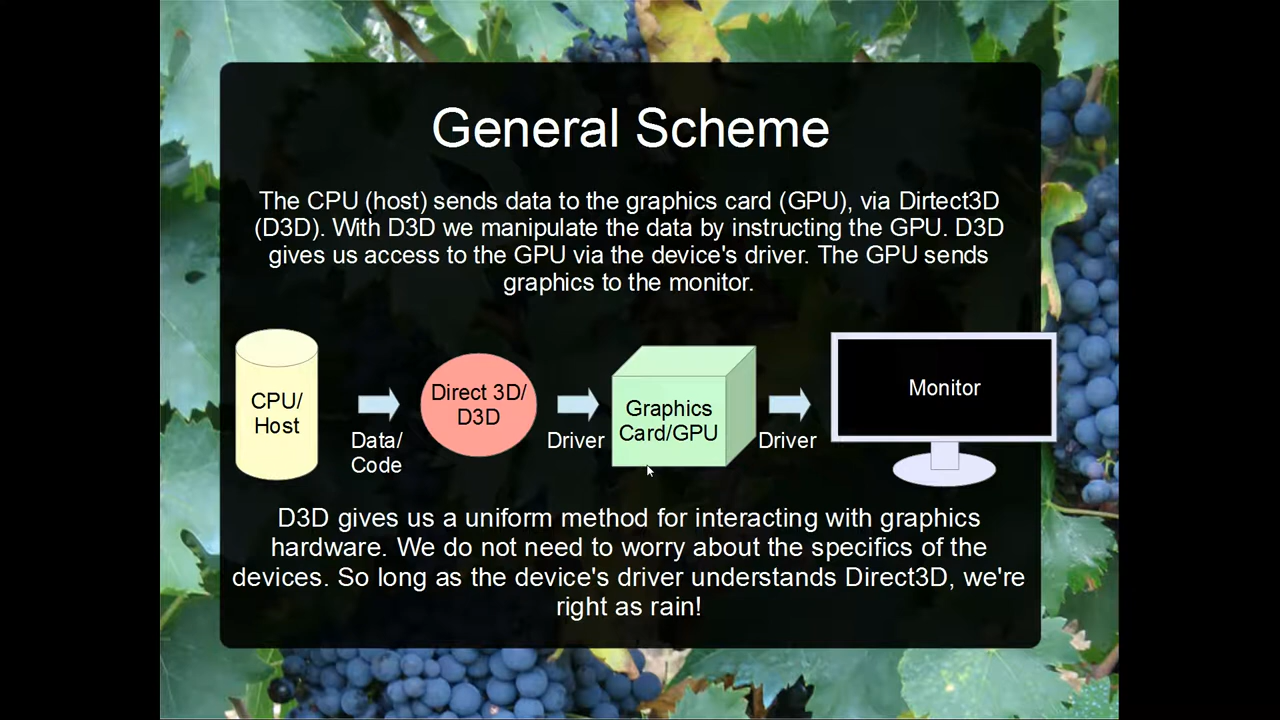 General Scheme
The CPU (host) sends data to the graphics card (GPU), via Dirtect3D
(D3D). With D3D we manipulate the data by instructing the GPU. D3D
gives us access to the GPU via the device's driver. The GPU sends
graphics to the monitor.
CPU/
Host
Data/
Code
Direct 3D/
D3D
Driver
Graphics
Card/GPU
Driver
Monitor
D3D gives us a uniform method for interacting with graphics
hardware. We do not need to worry about the specifics of the
devices. So long as the device's driver understands Direct3D, we're
right as rain!